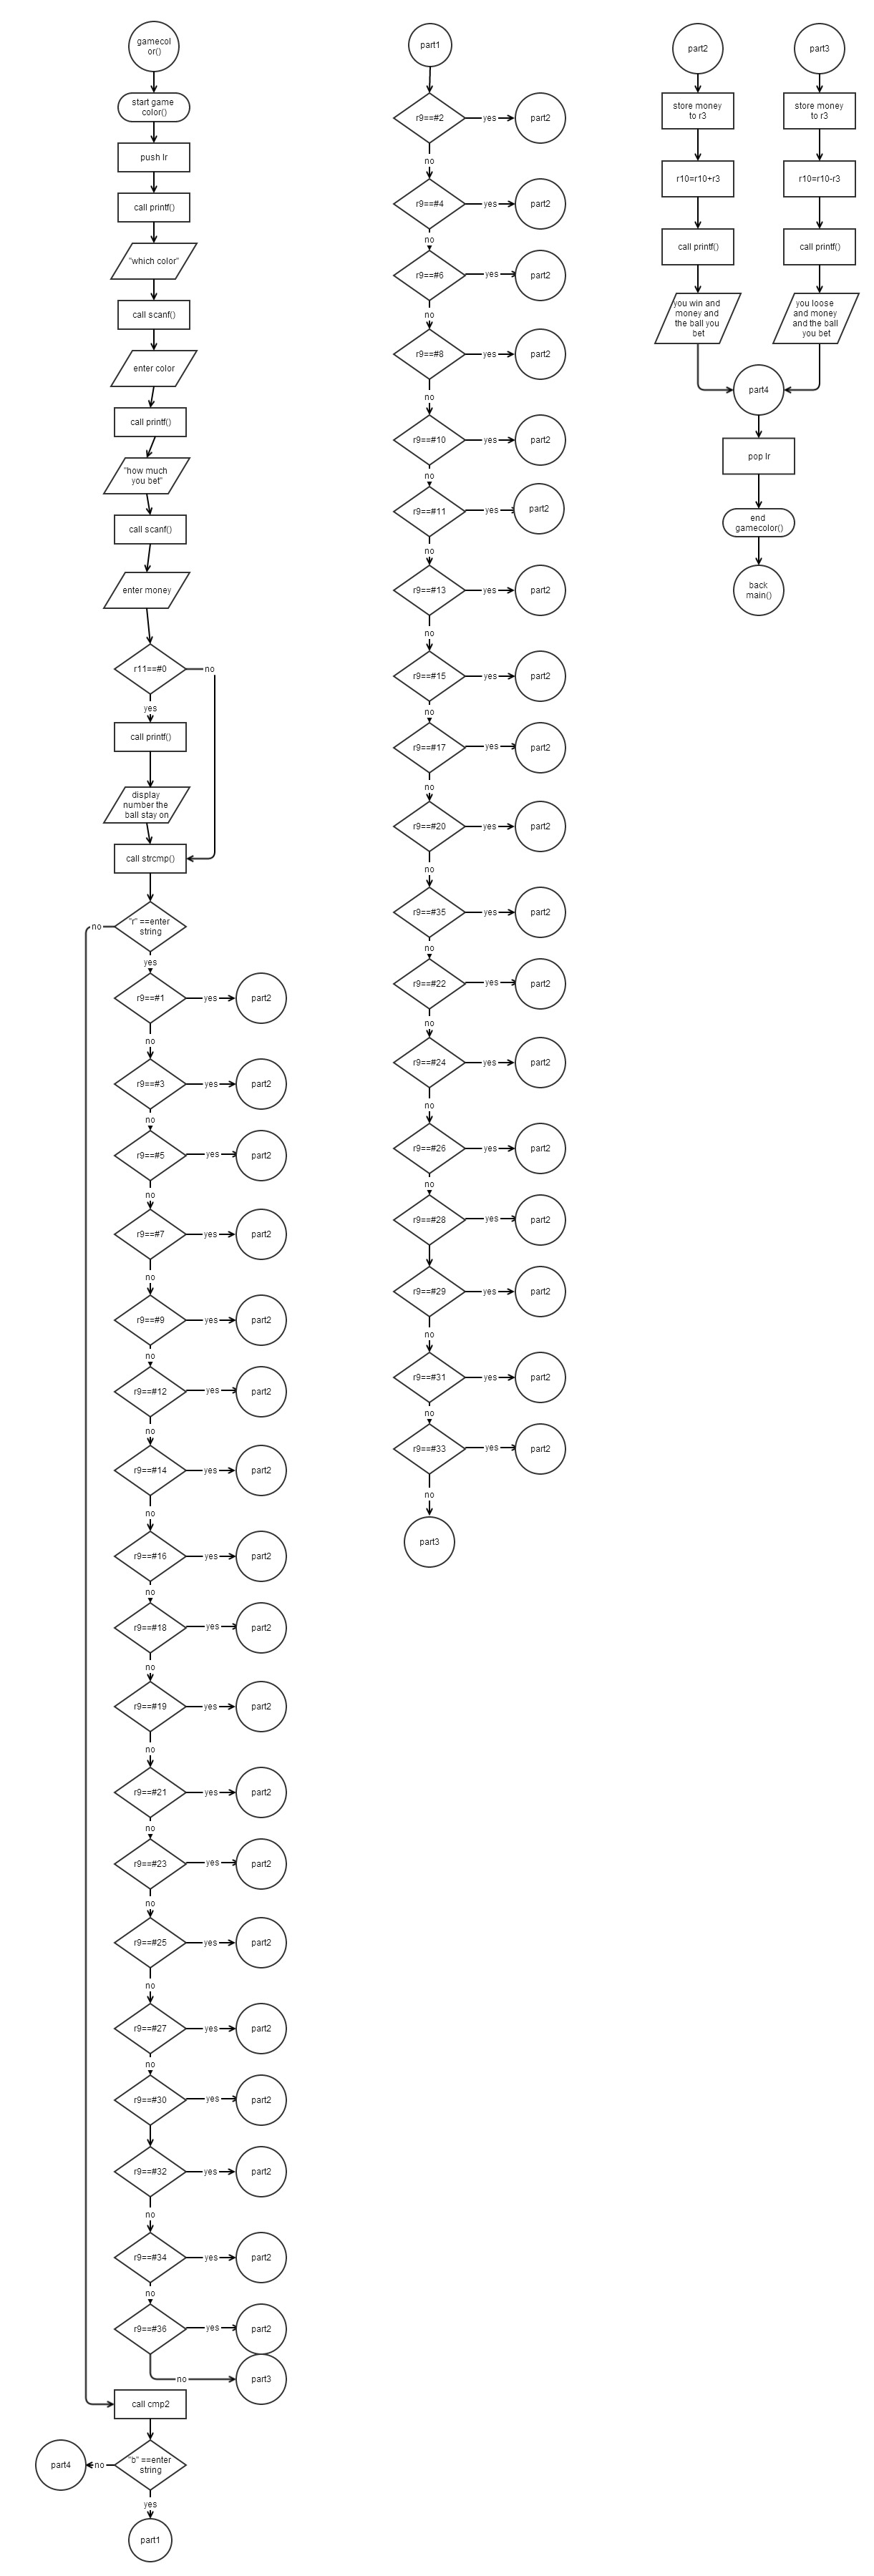 gamecol
or()
start game
color()
push lr
call printf()
"which color"
call scanf()
enter color
call printf()
"how much
you bet"
call scanf()
enter money
r11==#0
no
yes
call printf()
display
number the
ball stay on
call strcmp()
"r" ==enter
string
no
yes
r9==#1
yes
part2
no
r9==#3
yes
part2
no
r9==#5
yes
part2
no
r9==#7
yes
part2
no
r9==#9
yes
part2
no
r9==#12
yes
part2
no
r9==#14
yes
part2
no
r9==#16
yes
part2
no
r9==#18
yes
part2
no
r9==#19
yes
part2
no
r9==#21
yes
part2
no
r9==#23
yes
part2
no
r9==#25
yes
part2
no
r9==#27
yes
part2
no
r9==#30
yes
part2
r9==#32
yes
part2
no
r9==#34
yes
part2
no
r9==#36
yes
part2
no
part3
call cmp2
"b" ==enter
string
no
part4
yes
part1
part1
r9==#2
yes
part2
no
r9==#4
yes
part2
no
r9==#6
yes
part2
no
r9==#8
yes
part2
no
r9==#10
yes
part2
no
r9==#11
yes
part2
no
r9==#13
yes
part2
no
r9==#15
yes
part2
no
r9==#17
yes
part2
no
r9==#20
yes
part2
no
r9==#35
yes
part2
no
r9==#22
yes
part2
no
r9==#24
yes
part2
no
r9==#26
yes
part2
no
r9==#28
yes
part2
r9==#29
yes
part2
no
r9==#31
yes
part2
no
r9==#33
yes
part2
no
part3
part2
store money
to r3
r10=r10+r3
call printf()
you win and
money and
the ball you
bet
part3
store money
to r3
r10=r10-r3
call printf()
you loose
and money
and the ball
you bet
part4
pop lr
end
gamecolor()
back
main()